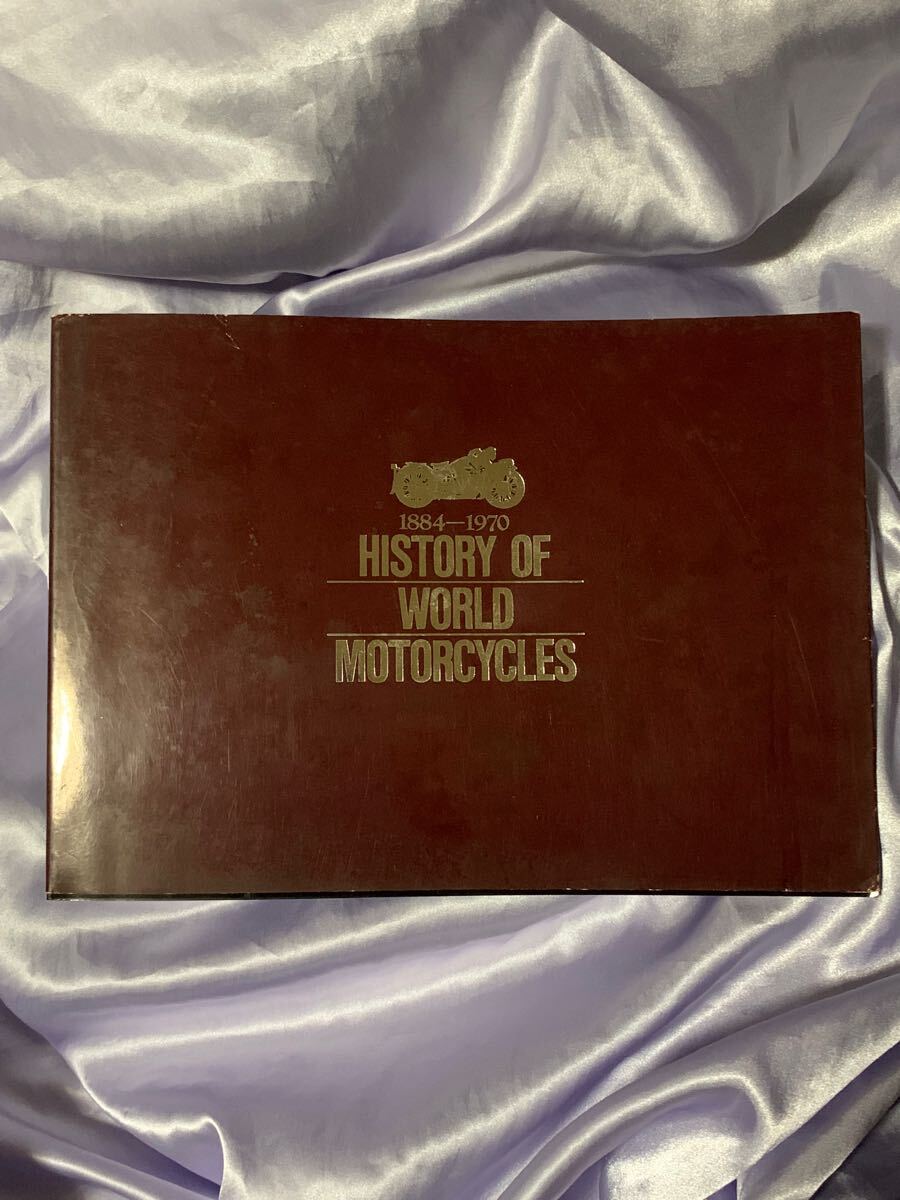 1884—1970
HISTORY OF
WORLD
MOTORCYCLES